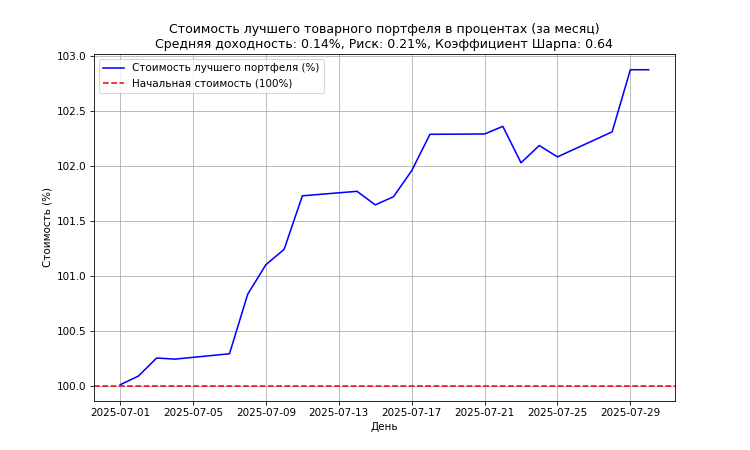 Стоимость лучшего товарного портфеля в процентах (за месяц)
Средняя доходность: 0.14%, Риск: 0.21%, Коэффициент Шарпа: 0.64
Стоимость лучшего портфеля (%)
Начальная стоимость (100%)
Стоимость (%)
103.0
102.5
102.0
101.5
101.0
100.5
100.0
2025-07-01 2025-07-05 2025-07-09 2025-07-13 2025-07-17 2025-07-21 2025-07-25 2025-07-29
День